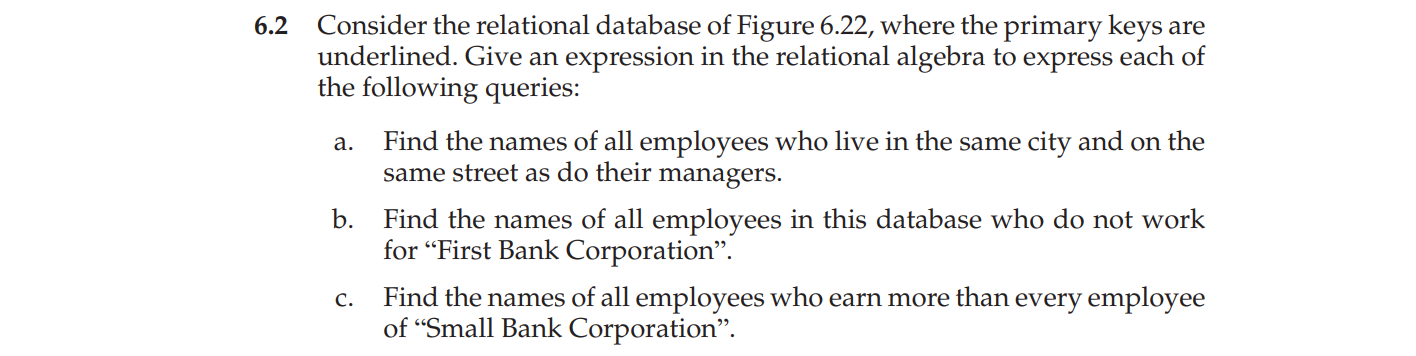 6.2 Consider the relational database of Figure 6.22, where the primary keys are
underlined. Give an expression in the relational algebra to express each of
the following queries:
a. Find the names of all employees who live in the same city and on the
same street as do their managers.
b. Find the names of all employees in this database who do not work
for “First Bank Corporation”.
c. Find the names of all employees who earn more than every employee
of “Small Bank Corporation”.